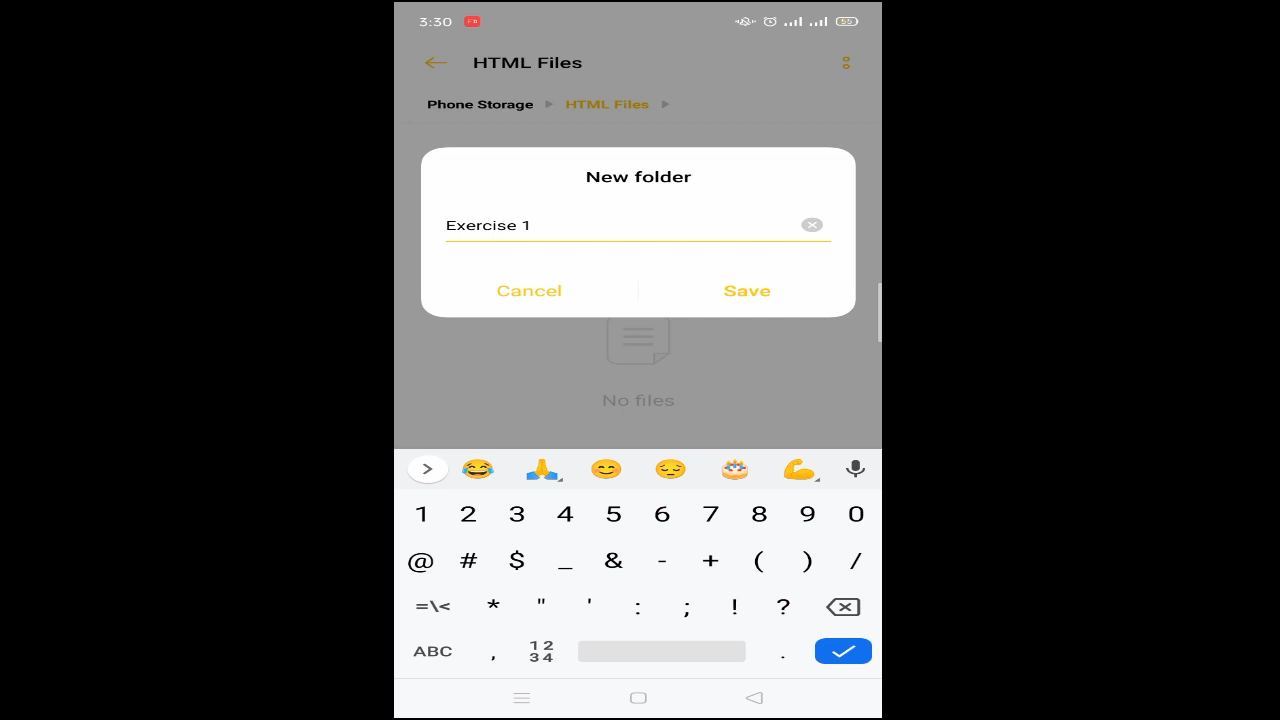 3:30
55
HTML Files
Phone Storage
HTML Files
New folder
Exercise 1
Cancel
Save
No files
1 2 3 4 5 6 7 8 9 0
@ # $ _ & - + ( ) /
=\< * " ' : ; ! ?
ABC , 12 34 .